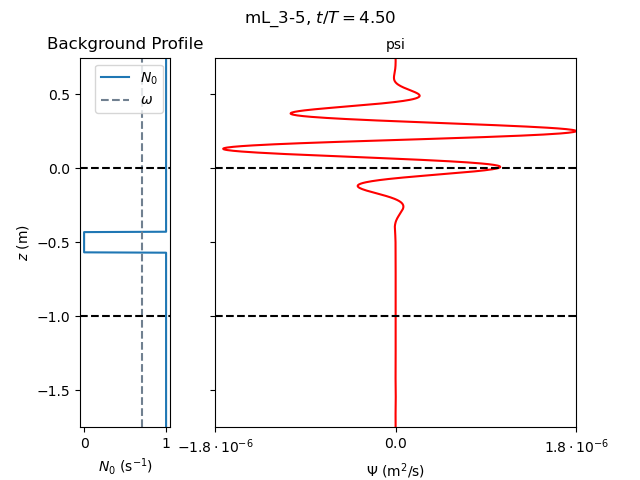 mL_3-5, t/T = 4.50
Background Profile
psi
N₀
ω
0.5
0.0
−0.5
−1.0
−1.5
z (m)
0
1
−1.8 · 10⁻⁶
0.0
1.8 · 10⁻⁶
N₀ (s⁻¹)
Ψ (m²/s)